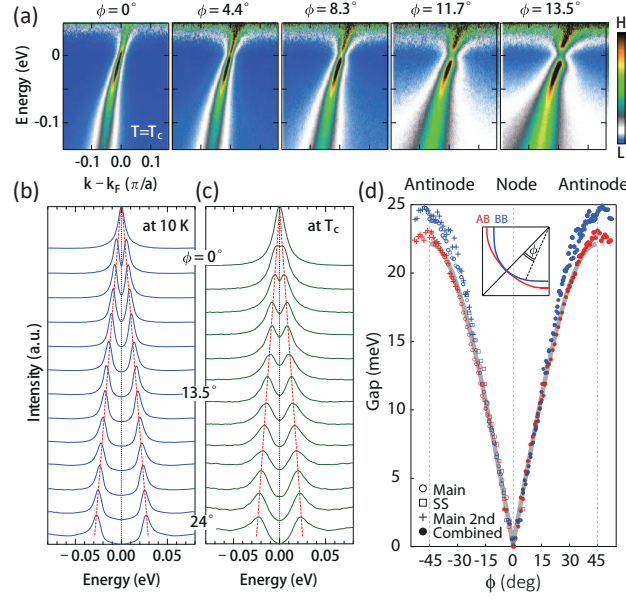 (a)
ϕ = 0° ϕ = 4.4° ϕ = 8.3° ϕ = 11.7° ϕ = 13.5°
H
L
Energy (eV)
0.0
-0.1
T=Tc
-0.1 0.0 0.1
k − kF (π/a)
(b) (c) (d)
at 10 K
at Tc
ϕ = 0°
13.5°
24°
Intensity (a.u.)
−0.05 0.00 0.05
Energy (eV)
−0.05 0.00 0.05
Energy (eV)
Antinode Node Antinode
AB BB
ϕ
25
20
15
10
5
0
Gap (meV)
Main
SS
Main 2nd
Combined
-45 -30 -15 0 15 30 45
ϕ (deg)